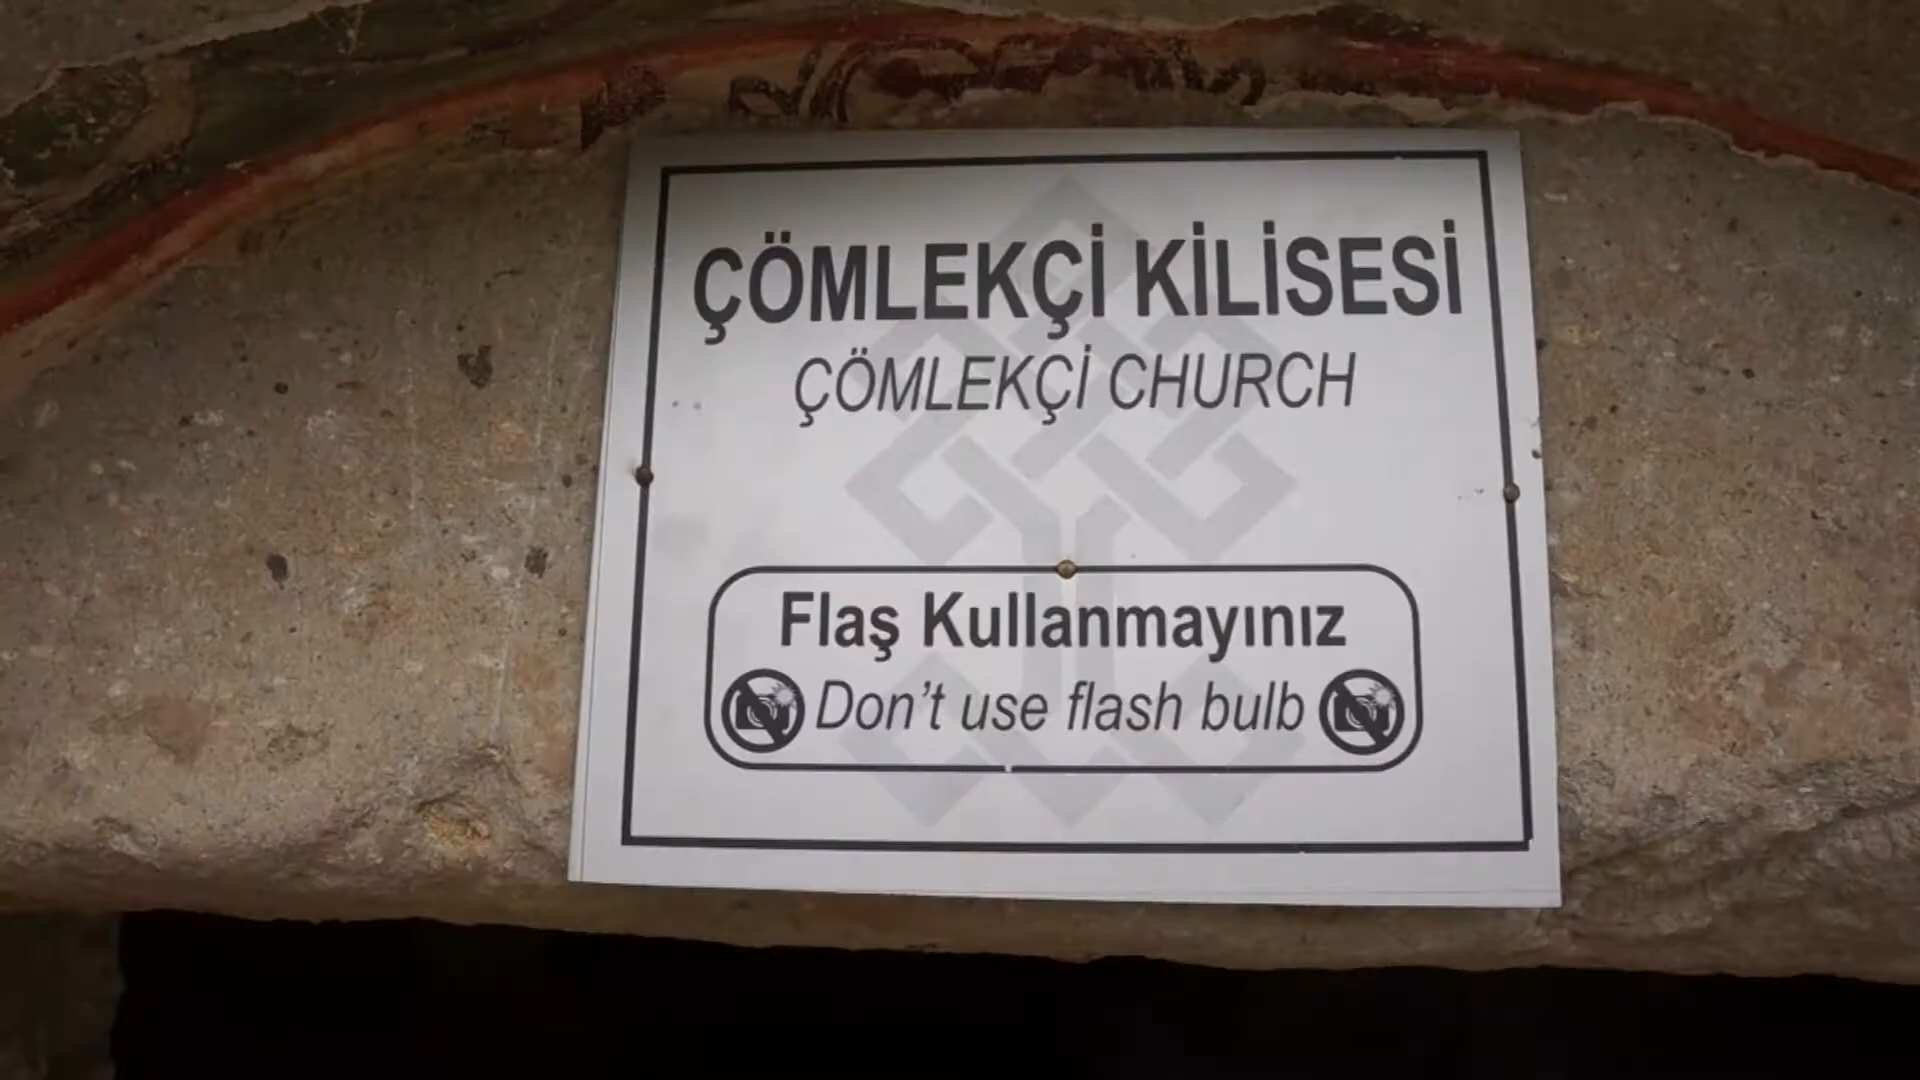 ÇÖMLEKÇİ KİLİSESİ
ÇÖMLEKÇİ CHURCH
Flaş Kullanmayınız
Don't use flash bulb